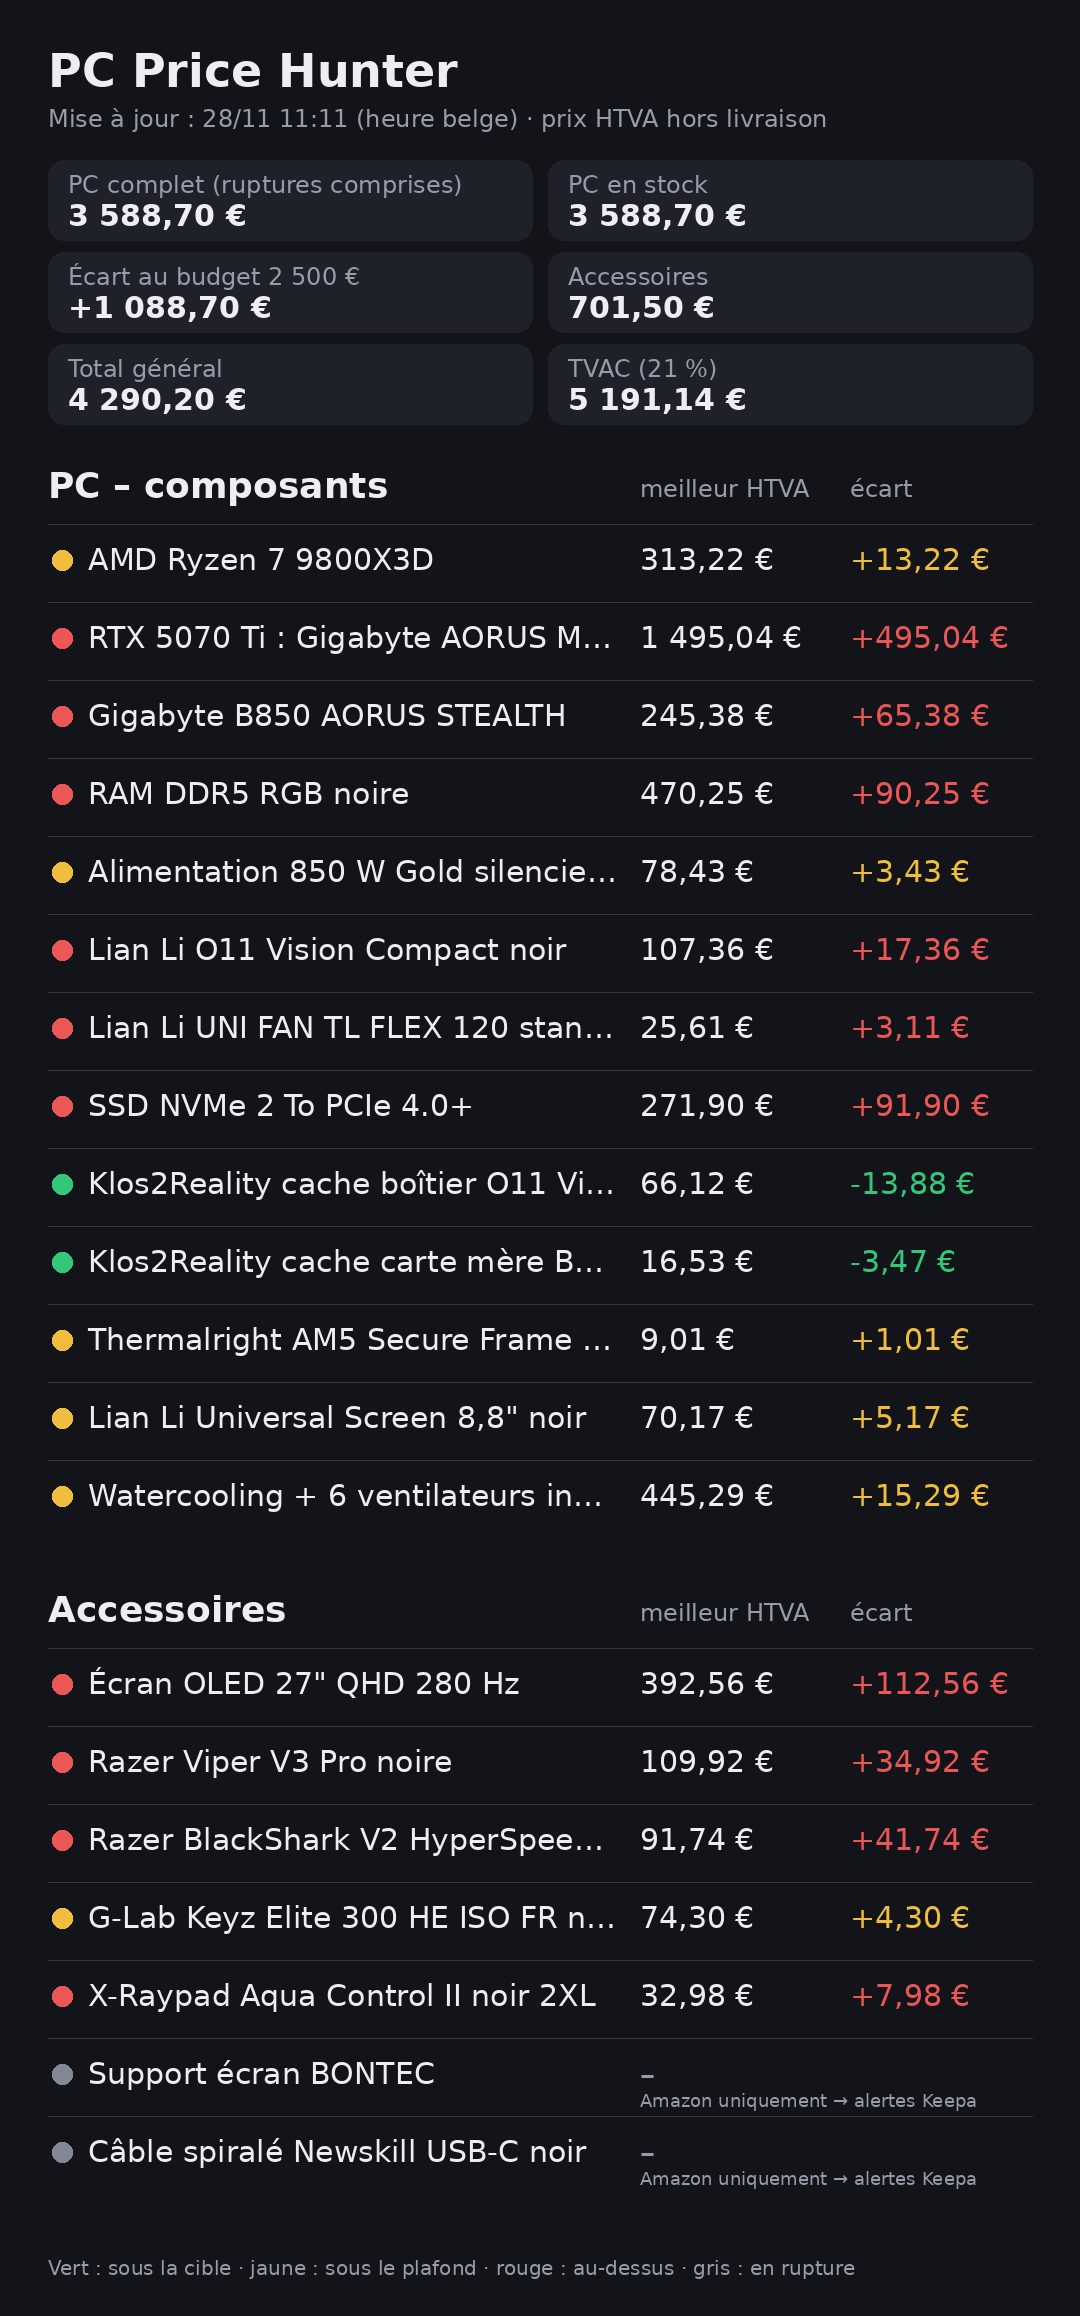 PC Price Hunter
Mise à jour : 28/11 11:11 (heure belge) · prix HTVA hors livraison
PC complet (ruptures comprises)
3 588,70 €
PC en stock
3 588,70 €
Écart au budget 2 500 €
+1 088,70 €
Accessoires
701,50 €
Total général
4 290,20 €
TVAC (21 %)
5 191,14 €
PC – composants meilleur HTVA écart
AMD Ryzen 7 9800X3D 313,22 € +13,22 €
RTX 5070 Ti : Gigabyte AORUS M… 1 495,04 € +495,04 €
Gigabyte B850 AORUS STEALTH 245,38 € +65,38 €
RAM DDR5 RGB noire 470,25 € +90,25 €
Alimentation 850 W Gold silencie… 78,43 € +3,43 €
Lian Li O11 Vision Compact noir 107,36 € +17,36 €
Lian Li UNI FAN TL FLEX 120 stan… 25,61 € +3,11 €
SSD NVMe 2 To PCIe 4.0+ 271,90 € +91,90 €
Klos2Reality cache boîtier O11 Vi… 66,12 € -13,88 €
Klos2Reality cache carte mère B… 16,53 € -3,47 €
Thermalright AM5 Secure Frame … 9,01 € +1,01 €
Lian Li Universal Screen 8,8" noir 70,17 € +5,17 €
Watercooling + 6 ventilateurs in… 445,29 € +15,29 €
Accessoires meilleur HTVA écart
Écran OLED 27" QHD 280 Hz 392,56 € +112,56 €
Razer Viper V3 Pro noire 109,92 € +34,92 €
Razer BlackShark V2 HyperSpee… 91,74 € +41,74 €
G-Lab Keyz Elite 300 HE ISO FR n… 74,30 € +4,30 €
X-Raypad Aqua Control II noir 2XL 32,98 € +7,98 €
Support écran BONTEC –
Amazon uniquement → alertes Keepa
Câble spiralé Newskill USB-C noir –
Amazon uniquement → alertes Keepa
Vert : sous la cible · jaune : sous le plafond · rouge : au-dessus · gris : en rupture